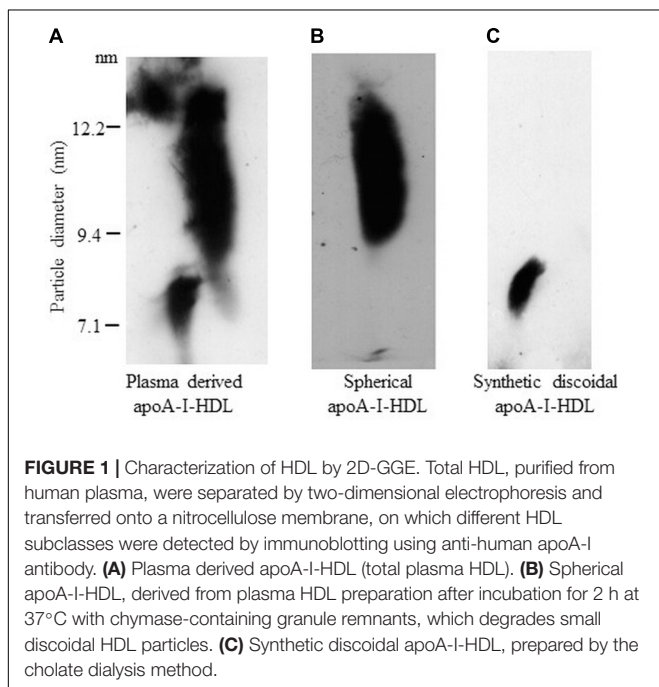 A
B
C
nm
12.2
9.4
7.1
Particle diameter (nm)
Plasma derived
apoA-I-HDL
Spherical
apoA-I-HDL
Synthetic discoidal
apoA-I-HDL
FIGURE 1 | Characterization of HDL by 2D-GGE. Total HDL, purified from
human plasma, were separated by two-dimensional electrophoresis and
transferred onto a nitrocellulose membrane, on which different HDL
subclasses were detected by immunoblotting using anti-human apoA-I
antibody. (A) Plasma derived apoA-I-HDL (total plasma HDL). (B) Spherical
apoA-I-HDL, derived from plasma HDL preparation after incubation for 2 h at
37°C with chymase-containing granule remnants, which degrades small
discoidal HDL particles. (C) Synthetic discoidal apoA-I-HDL, prepared by the
cholate dialysis method.